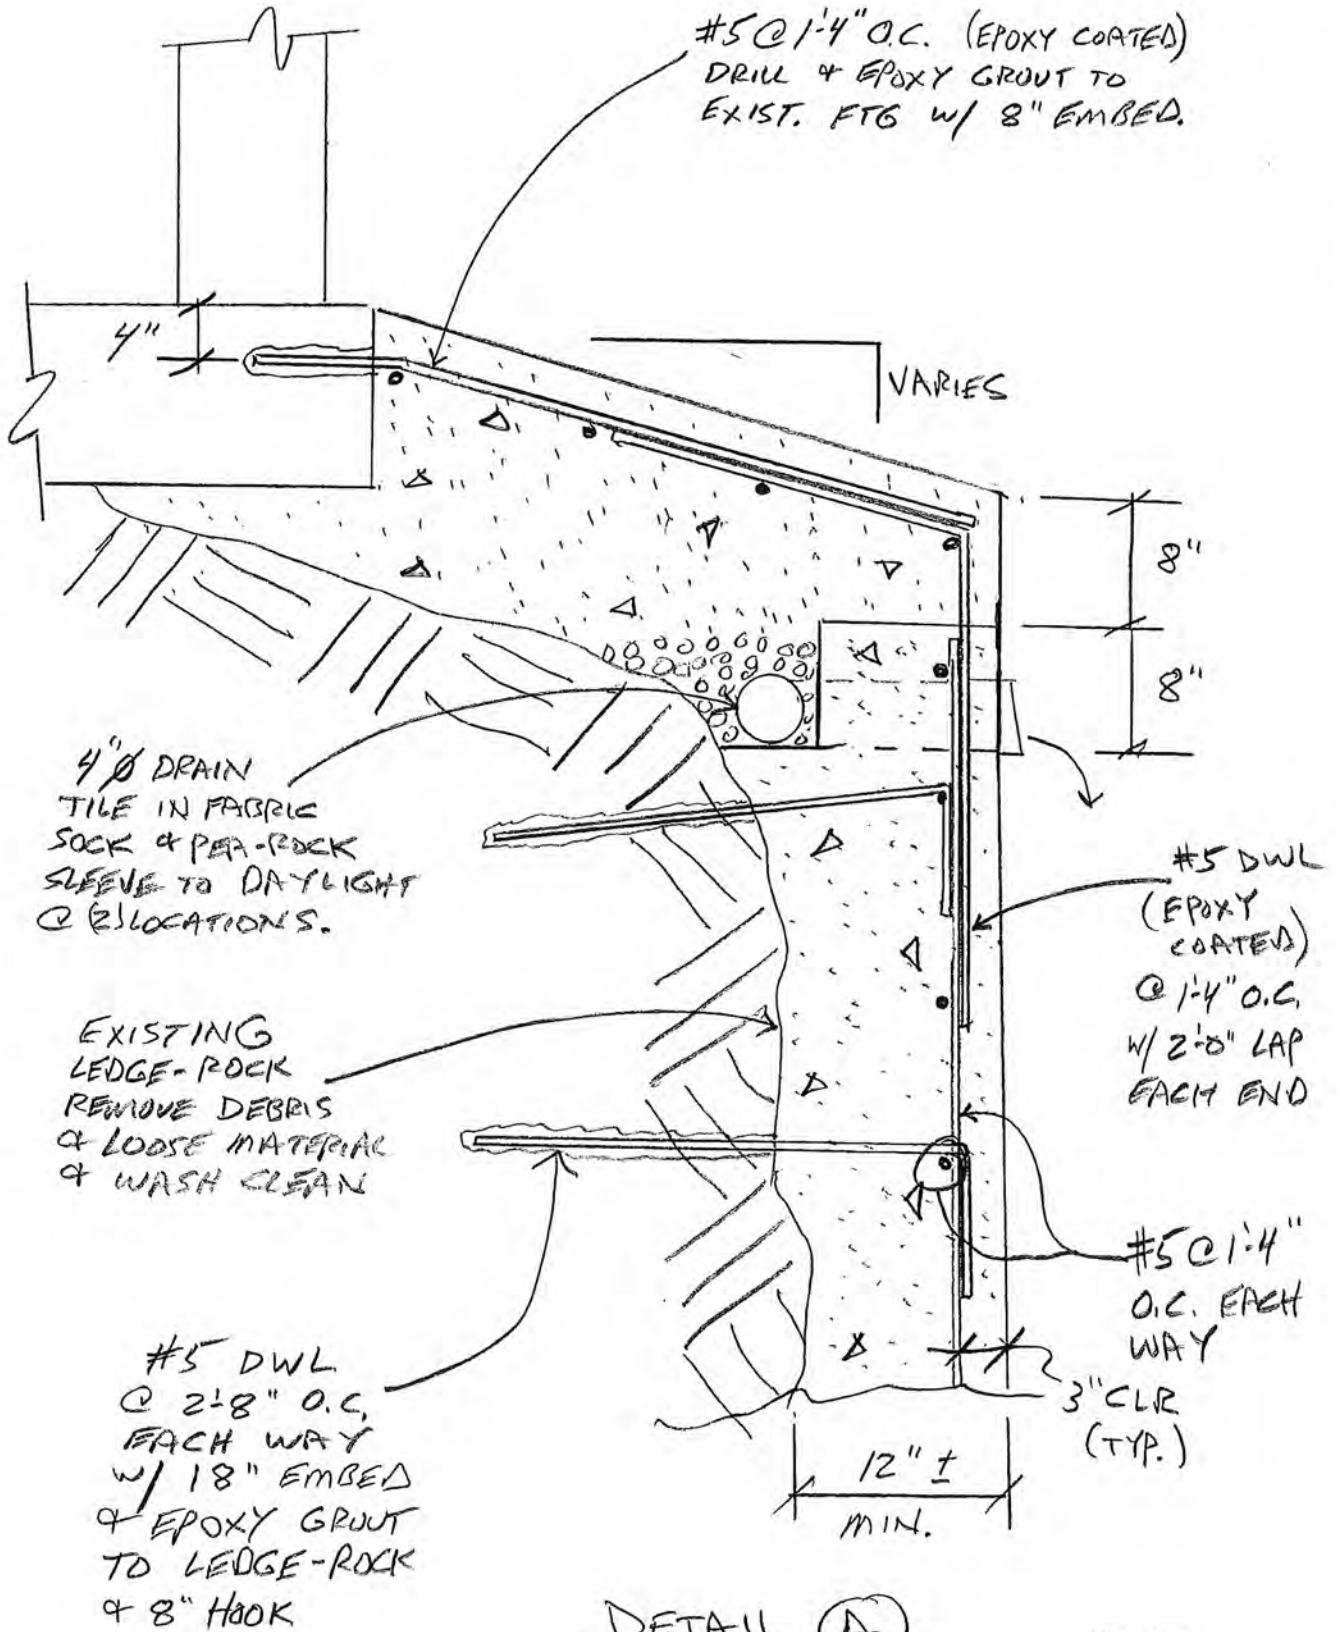 #5 @ 1'-4" O.C. (EPOXY COATED)
DRILL & EPOXY GROUT TO
EXIST. FTG W/ 8" EMBED.
4"
VARIES
8"
8"
4"Ø DRAIN
TILE IN FABRIC
SOCK & PEA-ROCK
SLEEVE TO DAYLIGHT
@ (2) LOCATIONS.
#5 DWL
(EPOXY
COATED)
@ 1'-4" O.C.
W/ 2'-0" LAP
EACH END
EXISTING
LEDGE-ROCK
REMOVE DEBRIS
& LOOSE MATERIAL
& WASH CLEAN
#5 @ 1'-4"
O.C. EACH
WAY
3" CLR
(TYP.)
#5 DWL
@ 2'-8" O.C.
EACH WAY
W/ 18" EMBED
& EPOXY GROUT
TO LEDGE-ROCK
& 8" HOOK
12" ±
MIN.
DETAIL A